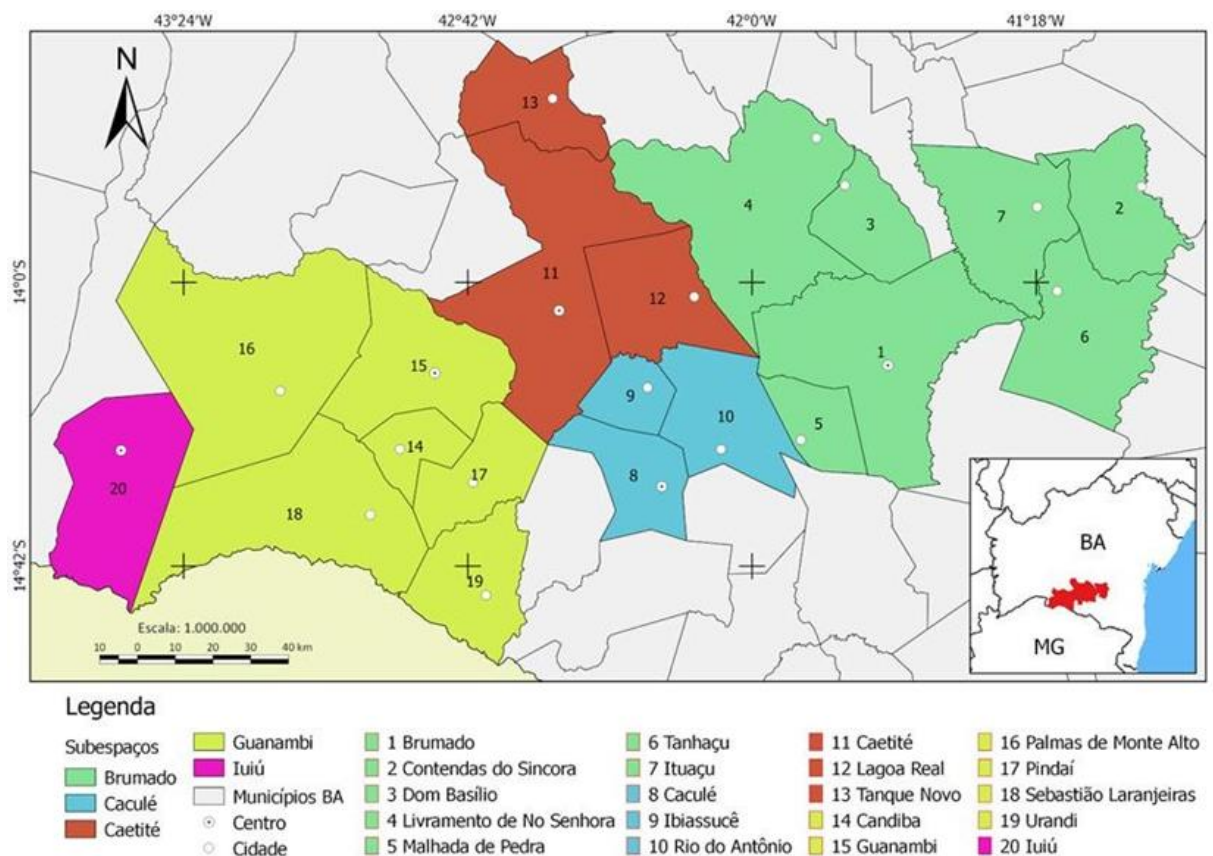 43°24'W 42°42'W 42°0'W 41°18'W
N
13
4
3
7
2
14°0'S
11
12
16
15
1
6
9
10
5
14
17
8
20
18
19
14°42'S
Escala: 1.000.000
10 0 10 20 30 40 km
BA
MG
Legenda
Subespaços
Brumado
Caculé
Caetité
Guanambi
Iuiú
Municípios BA
Centro
Cidade
1 Brumado
2 Contendas do Sincora
3 Dom Basílio
4 Livramento de No Senhora
5 Malhada de Pedra
6 Tanhaçu
7 Ituaçu
8 Caculé
9 Ibiassucê
10 Rio do Antônio
11 Caetité
12 Lagoa Real
13 Tanque Novo
14 Candiba
15 Guanambi
16 Palmas de Monte Alto
17 Pindaí
18 Sebastião Laranjeiras
19 Urandi
20 Iuiú